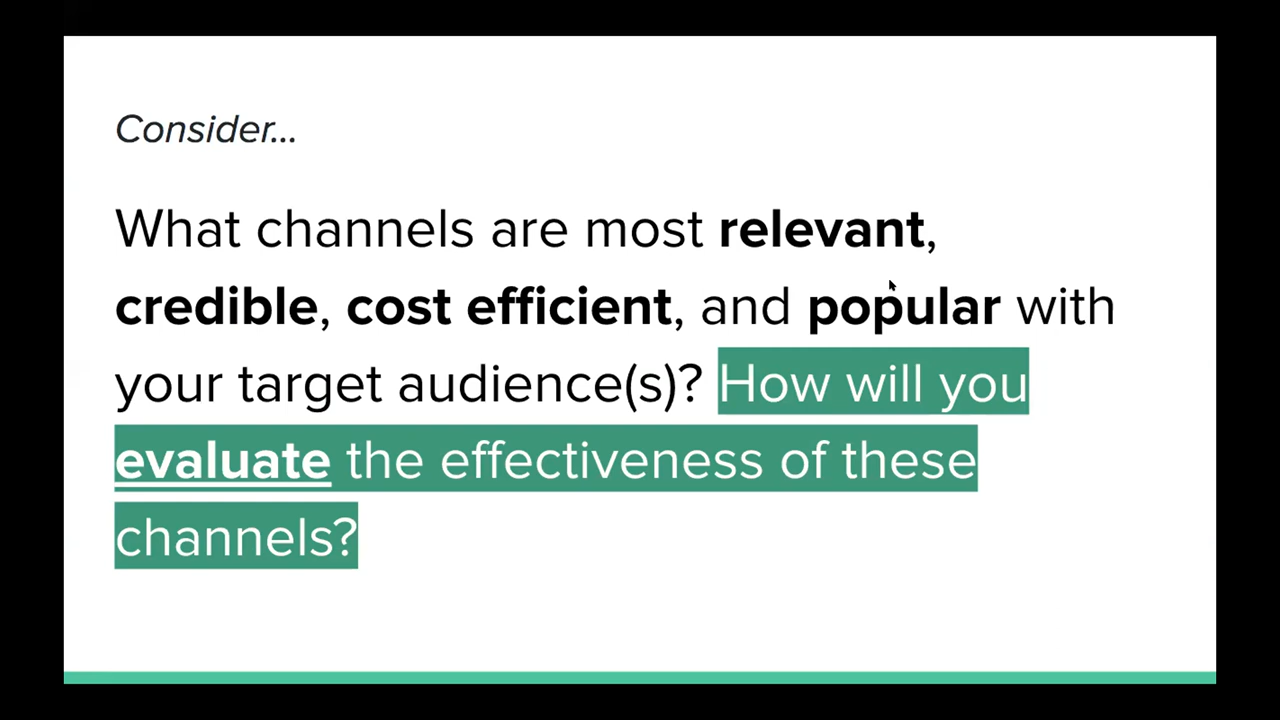 Consider...
What channels are most relevant,
credible, cost efficient, and popular with
your target audience(s)? How will you
evaluate the effectiveness of these
channels?